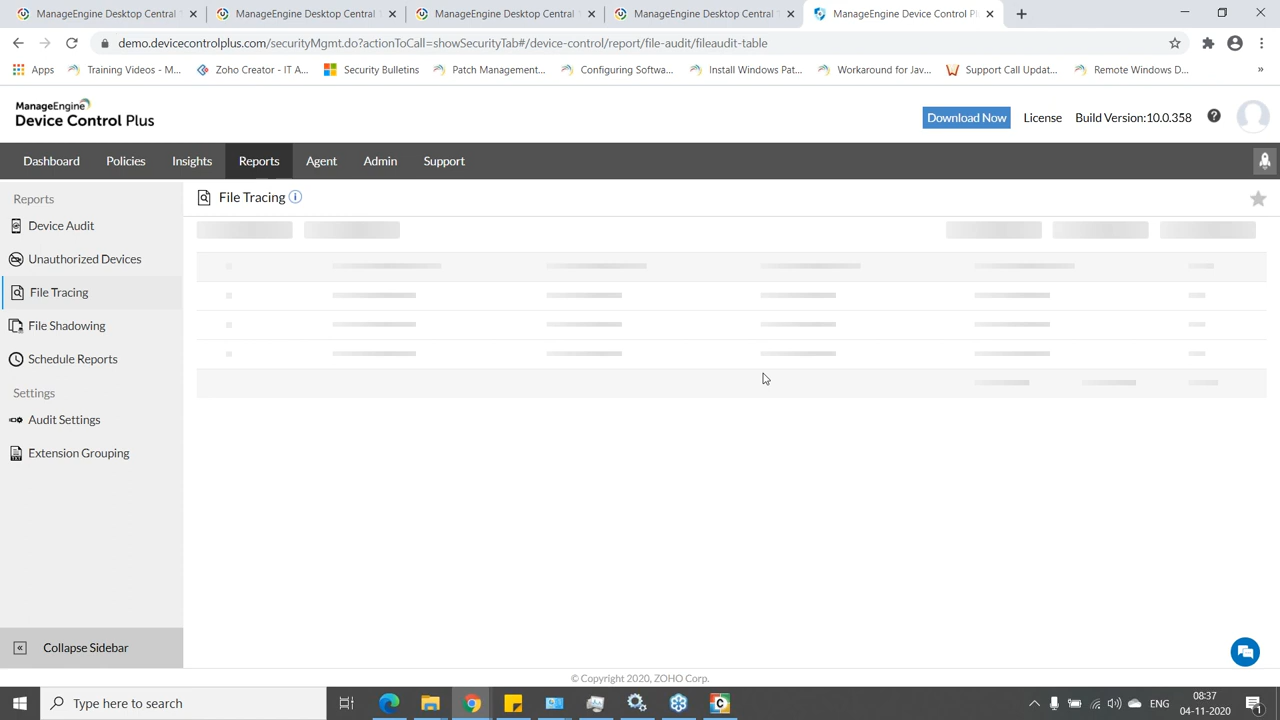 ManageEngine Desktop Central
ManageEngine Desktop Central
ManageEngine Desktop Central
ManageEngine Desktop Central
ManageEngine Device Control Pl
demo.devicecontrolplus.com/securityMgmt.do?actionToCall=showSecurityTab#/device-control/report/file-audit/fileaudit-table
Apps
Training Videos - M...
Zoho Creator - IT A...
Security Bulletins
Patch Management...
Configuring Softwa...
Install Windows Pat...
Workaround for Jav...
Support Call Updat...
Remote Windows D...
»
ManageEngine
Device Control Plus
Download Now
License
Build Version:10.0.358
Dashboard
Policies
Insights
Reports
Agent
Admin
Support
Reports
Device Audit
Unauthorized Devices
File Tracing
File Shadowing
Schedule Reports
Settings
Audit Settings
Extension Grouping
Collapse Sidebar
File Tracing
© Copyright 2020, ZOHO Corp.
Type here to search
ENG
08:37
04-11-2020
1